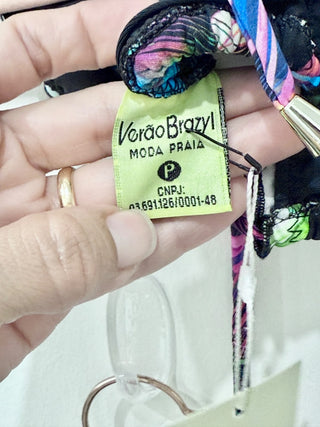 Verão Brazyl
MODA PRAIA
P
CNPJ:
03.691.126/0001-48